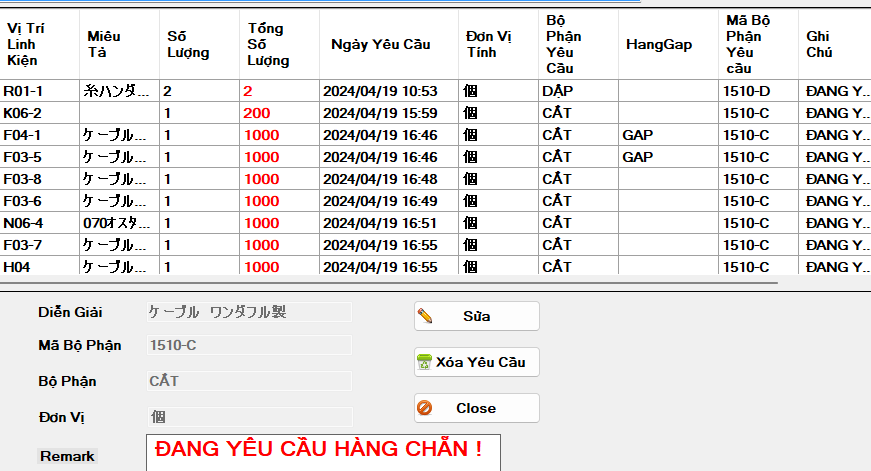 Vị Trí Linh Kiện Miêu Tả Số Lượng Tổng Số Lượng Ngày Yêu Cầu Đơn Vị Tính Bộ Phận Yêu Cầu HangGap Mã Bộ Phận Yêu cầu Ghi Chú
R01-1 糸ハンダ... 2 2 2024/04/19 10:53 個 DẬP 1510-D ĐANG Y...
K06-2 1 200 2024/04/19 15:59 個 CẮT 1510-C ĐANG Y...
F04-1 ケーブル... 1 1000 2024/04/19 16:46 個 CẮT GAP 1510-C ĐANG Y...
F03-5 ケーブル... 1 1000 2024/04/19 16:46 個 CẮT GAP 1510-C ĐANG Y...
F03-8 ケーブル... 1 1000 2024/04/19 16:48 個 CẮT 1510-C ĐANG Y...
F03-6 ケーブル... 1 1000 2024/04/19 16:49 個 CẮT 1510-C ĐANG Y...
N06-4 070オスタ... 1 1000 2024/04/19 16:51 個 CẮT 1510-C ĐANG Y...
F03-7 ケーブル... 1 1000 2024/04/19 16:55 個 CẮT 1510-C ĐANG Y...
H04 ケーブル... 1 1000 2024/04/19 16:55 個 CẮT 1510-C ĐANG Y...
Diễn Giải ケーブル ワンダフル製 Sửa
Mã Bộ Phận 1510-C Xóa Yêu Cầu
Bộ Phận CẮT Close
Đơn Vị 個
Remark ĐANG YÊU CẦU HÀNG CHẴN !